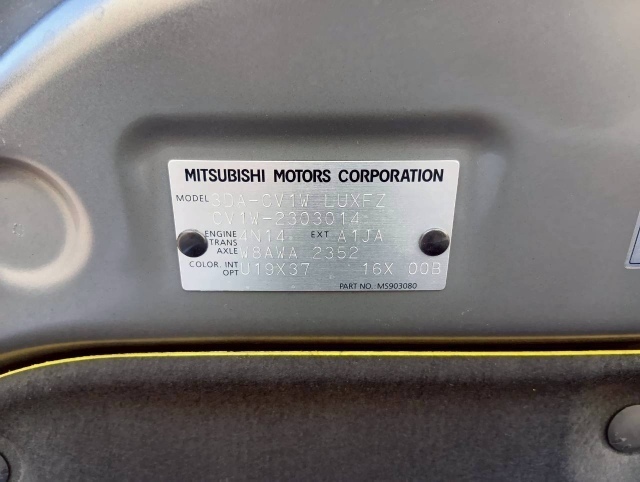 MITSUBISHI MOTORS CORPORATION
MODEL 3DA-CV1W LUXFZ
CV1W-2303014
ENGINE 4N14 EXT A1JA
TRANS AXLE W8AWA 2352
COLOR. INT OPT U19X37 16X 00B
PART NO.: MS903080